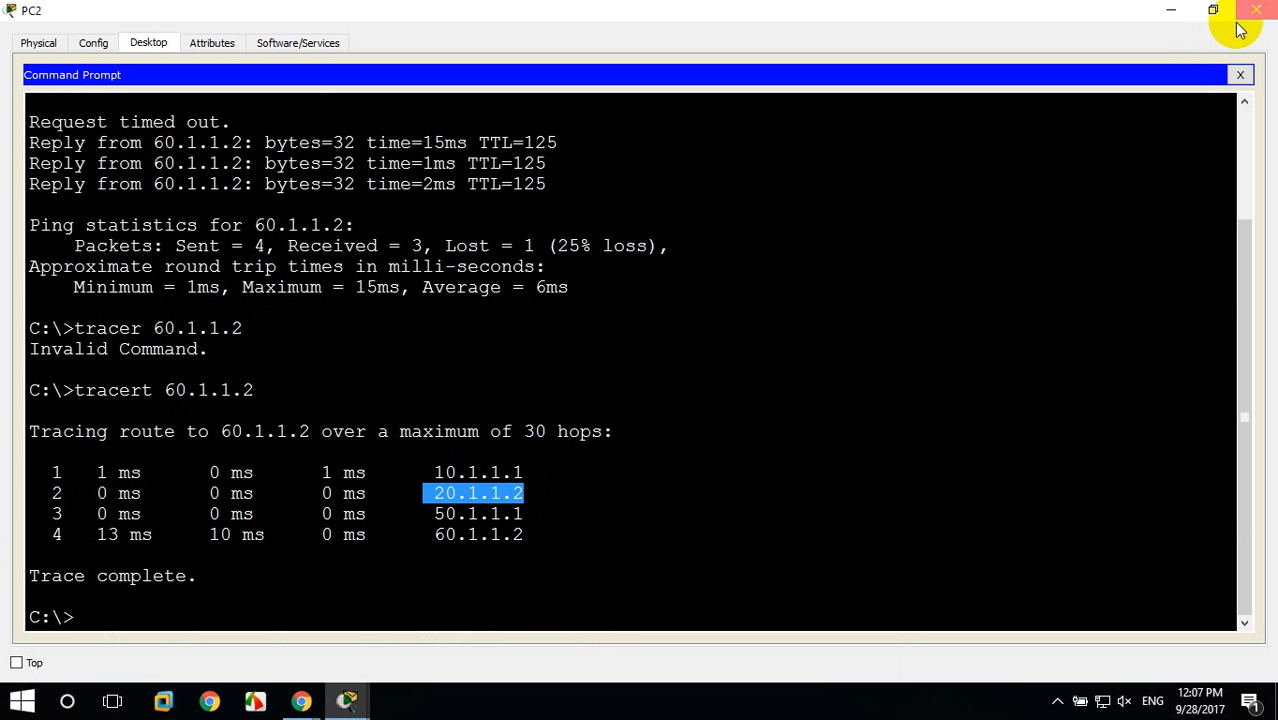 PC2
Physical Config Desktop Attributes Software/Services
Command Prompt X
Request timed out.
Reply from 60.1.1.2: bytes=32 time=15ms TTL=125
Reply from 60.1.1.2: bytes=32 time=1ms TTL=125
Reply from 60.1.1.2: bytes=32 time=2ms TTL=125
Ping statistics for 60.1.1.2:
Packets: Sent = 4, Received = 3, Lost = 1 (25% loss),
Approximate round trip times in milli-seconds:
Minimum = 1ms, Maximum = 15ms, Average = 6ms
C:\>tracer 60.1.1.2
Invalid Command.
C:\>tracert 60.1.1.2
Tracing route to 60.1.1.2 over a maximum of 30 hops:
1 1 ms 0 ms 1 ms 10.1.1.1
2 0 ms 0 ms 0 ms 20.1.1.2
3 0 ms 0 ms 0 ms 50.1.1.1
4 13 ms 10 ms 0 ms 60.1.1.2
Trace complete.
C:\>
Top
ENG
12:07 PM
9/28/2017
1